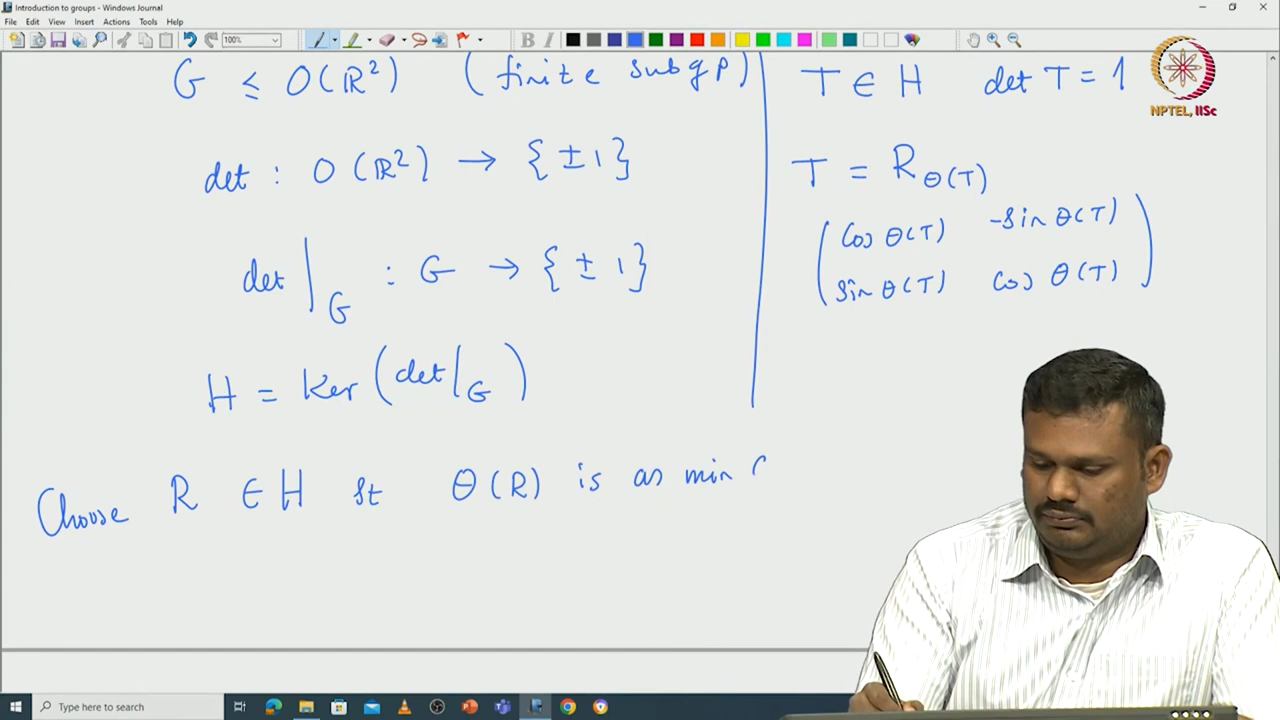 Introduction to groups - Windows Journal
File Edit View Insert Actions Tools Help
100%
B I
NPTEL, IISc
G ≤ O(ℝ²) (finite subgp)
det : O(ℝ²) → {±1}
det|_G : G → {±1}
H = Ker(det|_G)
T ∈ H det T = 1
T = R_θ(T)
(cos θ(T) -sin θ(T)
sin θ(T) cos θ(T))
Choose R ∈ H st θ(R) is as min (
Type here to search